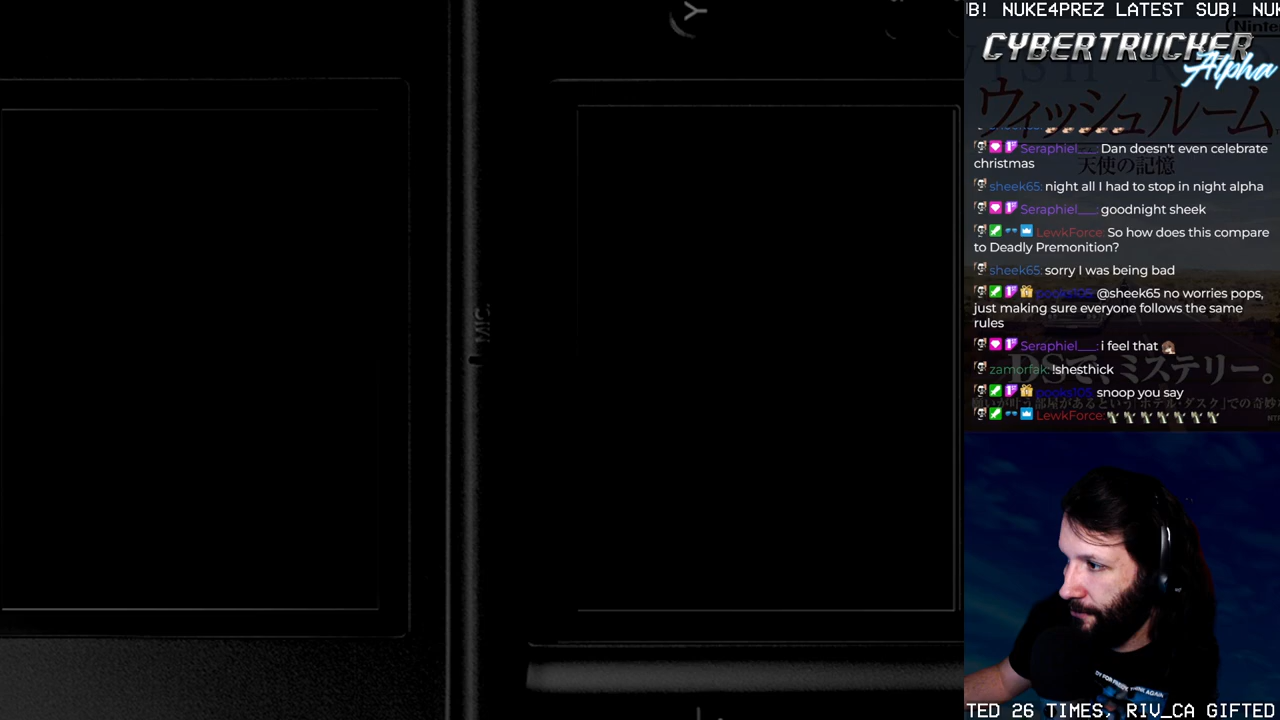 B! NUKE4PREZ LATEST SUB! NUK
CYBERTRUCKER
Alpha
ウィッシュルーム
天使の記憶
Seraphiel___: Dan doesn't even celebrate
christmas
sheek65: night all I had to stop in night alpha
Seraphiel___: goodnight sheek
LewkForce: So how does this compare
to Deadly Premonition?
sheek65: sorry I was being bad
pooks105: @sheek65 no worries pops,
just making sure everyone follows the same
rules
Seraphiel___: i feel that
zamorfak: !shesthick
DSで、ミステリー。
pooks105: snoop you say
LewkForce:
Y
MIC.
TED 26 TIMES, RIV_CA GIFTED